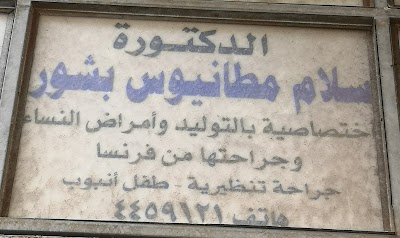 الدكتورة
سلام مطانيوس بشور
اختصاصية بالتوليد وأمراض النساء
وجراحتها من فرنسا
جراحة تنظيرية - طفل أنبوب
هاتف ٤٤٥٩١٢١